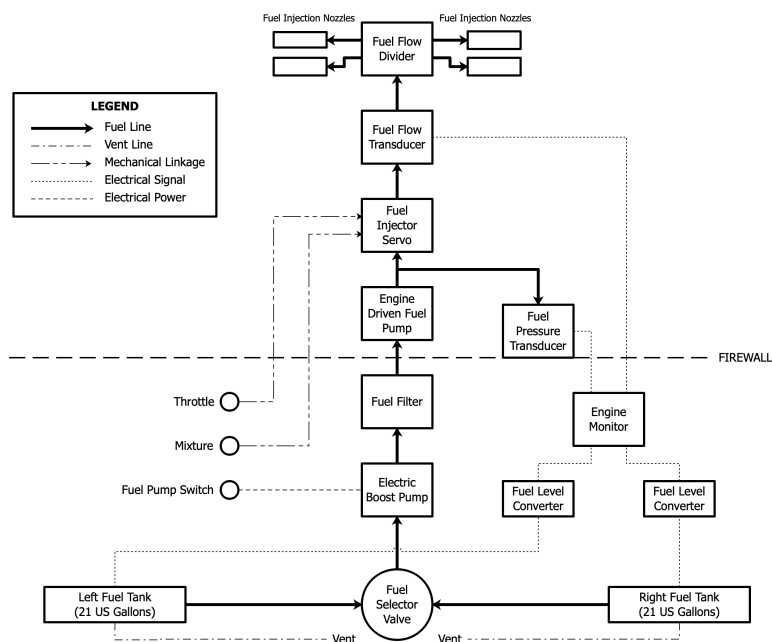 Fuel Injection Nozzles
Fuel Injection Nozzles
Fuel Flow
Divider
LEGEND
Fuel Line
Vent Line
Mechanical Linkage
Electrical Signal
Electrical Power
Fuel Flow
Transducer
Fuel
Injector
Servo
Engine
Driven Fuel
Pump
Fuel
Pressure
Transducer
FIREWALL
Throttle
Fuel Filter
Engine
Monitor
Mixture
Fuel Pump Switch
Electric
Boost Pump
Fuel Level
Converter
Fuel Level
Converter
Left Fuel Tank
(21 US Gallons)
Fuel
Selector
Valve
Right Fuel Tank
(21 US Gallons)
Vent
Vent